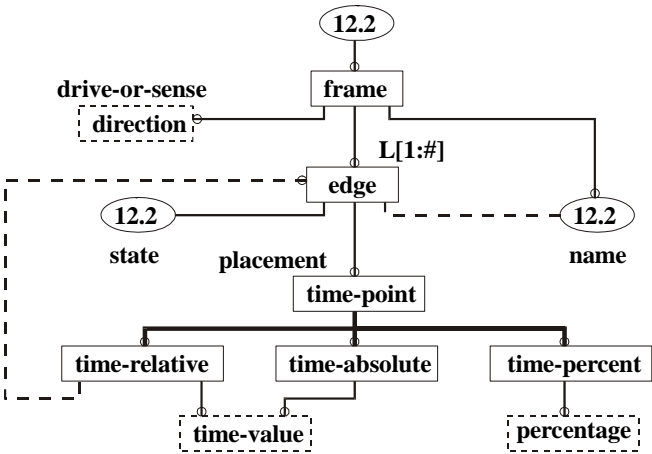 12.2
drive-or-sense
frame
direction
L[1:#]
edge
12.2
12.2
state
placement
name
time-point
time-relative
time-absolute
time-percent
time-value
percentage